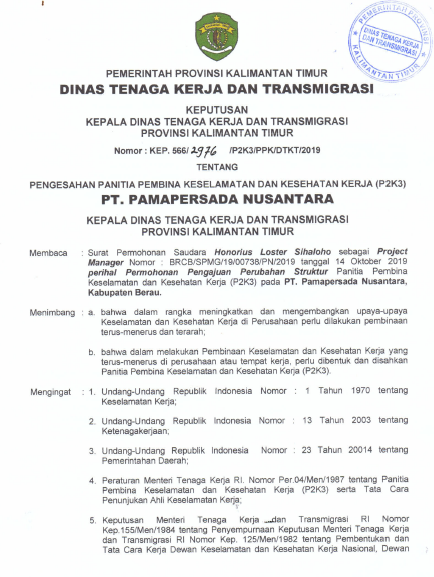 PEMERINTAH PROVINSI KALIMANTAN TIMUR
DINAS TENAGA KERJA DAN TRANSMIGRASI
KEPUTUSAN
KEPALA DINAS TENAGA KERJA DAN TRANSMIGRASI
PROVINSI KALIMANTAN TIMUR
Nomor : KEP. 566/2976 /P2K3/PPK/DTKT/2019
TENTANG
PENGESAHAN PANITIA PEMBINA KESELAMATAN DAN KESEHATAN KERJA (P2K3)
PT. PAMAPERSADA NUSANTARA
KEPALA DINAS TENAGA KERJA DAN TRANSMIGRASI
PROVINSI KALIMANTAN TIMUR
Membaca : Surat Permohonan Saudara Honorius Loster Sihaloho sebagai Project
Manager Nomor : BRCB/SPMG/19/00738/PN/2019 tanggal 14 Oktober 2019
perihal Permohonan Pengajuan Perubahan Struktur Panitia Pembina
Keselamatan dan Kesehatan Kerja (P2K3) pada PT. Pamapersada Nusantara,
Kabupaten Berau.
Menimbang : a. bahwa dalam rangka meningkatkan dan mengembangkan upaya-upaya
Keselamatan dan Kesehatan Kerja di Perusahaan perlu dilakukan pembinaan
terus-menerus dan terarah;
b. bahwa dalam melakukan Pembinaan Keselamatan dan Kesehatan Kerja yang
terus-menerus di perusahaan atau tempat kerja, perlu dibentuk dan disahkan
Panitia Pembina Keselamatan dan Kesehatan Kerja (P2K3).
Mengingat : 1. Undang-Undang Republik Indonesia Nomor : 1 Tahun 1970 tentang
Keselamatan Kerja;
2. Undang-Undang Republik Indonesia Nomor : 13 Tahun 2003 tentang
Ketenagakerjaan;
3. Undang-Undang Republik Indonesia Nomor : 23 Tahun 20014 tentang
Pemerintahan Daerah;
4. Peraturan Menteri Tenaga Kerja RI. Nomor Per.04/Men/1987 tentang Panitia
Pembina Keselamatan dan Kesehatan Kerja (P2K3) serta Tata Cara
Penunjukan Ahli Keselamatan Kerja;
5. Keputusan Menteri Tenaga Kerja dan Transmigrasi RI Nomor
Kep.155/Men/1984 tentang Penyempurnaan Keputusan Menteri Tenaga Kerja
dan Transmigrasi RI Nomor Kep. 125/Men/1982 tentang Pembentukan dan
Tata Cara Kerja Dewan Keselamatan dan Kesehatan Kerja Nasional, Dewan
PEMERINTAH PROVINSI
DINAS TENAGA KERJA
DAN TRANSMIGRASI
KALIMANTAN TIMUR